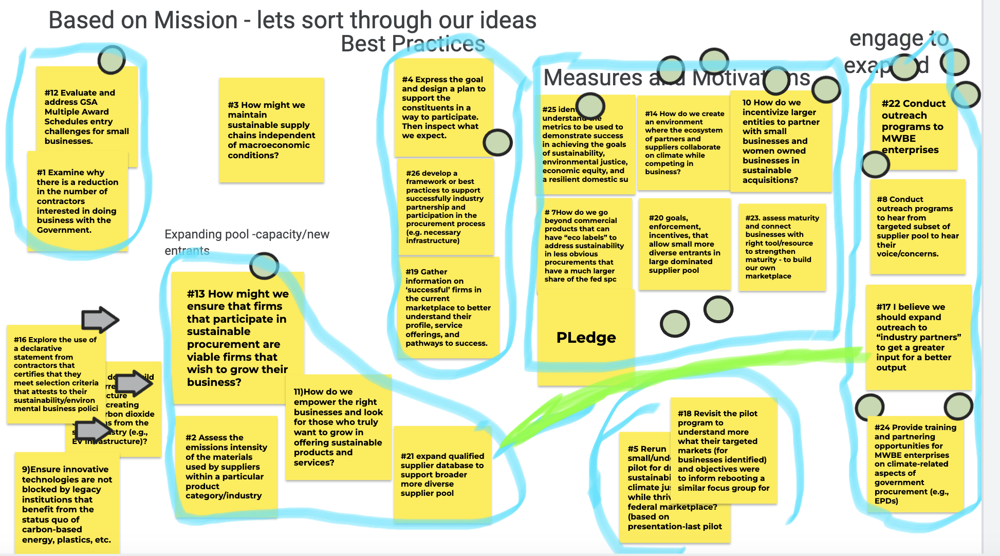 Based on Mission - lets sort through our ideas
Best Practices
engage to
exapnd
Measures and Motivations
Expanding pool -capacity/new
entrants
#12 Evaluate and
address GSA
Multiple Award
Schedules entry
challenges for small
businesses.
#1 Examine why
there is a reduction
in the number of
contractors
interested in doing
business with the
Government.
#3 How might we
maintain
sustainable supply
chains independent
of macroeconomic
conditions?
#4 Express the goal
and design a plan to
support the
constituents in a
way to participate.
Then inspect what
we expect.
#26 develop a
framework or best
practices to support
successfully industry
partnership and
participation in the
procurement process
(e.g. necessary
infrastructure)
#19 Gather
information on
‘successful’ firms in
the current
marketplace to better
understand their
profile, service
offerings, and
pathways to success.
#25 iden
understand the
metrics to be used to
demonstrate success
in achieving the goals
of sustainability,
environmental justice,
economic equity, and
a resilient domestic su
#14 How do we create
an environment
where the ecosystem
of partners and
suppliers collaborate
on climate while
competing in
business?
10 How do we
incentivize larger
entities to partner
with small
businesses and
women owned
businesses in
sustainable
acquisitions?
# 7How do we go
beyond commercial
products that can
have “eco labels” to
address sustainability
in less obvious
procurements that
have a much larger
share of the fed spc
#20 goals,
enforcement,
incentives, that
allow small more
diverse entrants in
large dominated
supplier pool
#23. assess maturity
and connect
businesses with
right tool/resource
to strengthen
maturity - to build
our own
marketplace
PLedge
#22 Conduct
outreach
programs to
MWBE
enterprises
#8 Conduct
outreach programs
to hear from
targeted subset of
supplier pool to hear
their
voice/concerns.
#17 I believe we
should expand
outreach to
“industry partners”
to get a greater
input for a better
output
#24 Provide training
and partnering
opportunities for
MWBE enterprises
on climate-related
aspects of
government
procurement (e.g.,
EPDs)
#13 How might we
ensure that firms
that participate in
sustainable
procurement are
viable firms that
wish to grow their
business?
#2 Assess the
emissions intensity
of the materials
used by suppliers
within a particular
product
category/industry
11)How do we
empower the right
businesses and look
for those who truly
want to grow in
offering sustainable
products and
services?
#21 expand qualified
supplier database to
support broader
more diverse
supplier pool
#16 Explore the use of
a declarative
statement from
contractors that
certifies that they
meet selection criteria
that attests to their
sustainability/environ
mental business polici
do
cture
creating
rbon dioxide
from the
stry (e.g.,
EV infrastructure)?
9)Ensure innovative
technologies are not
blocked by legacy
institutions that
benefit from the
status quo of
carbon-based
energy, plastics, etc.
#5 Rerun
small/und
pilot for d
sustainabi
climate ju
while thriv
federal marketplace?
(based on
presentation-last pilot
#18 Revisit the pilot
program to
understand more
what their targeted
markets (for
businesses identified)
and objectives were
to inform rebooting a
similar focus group for